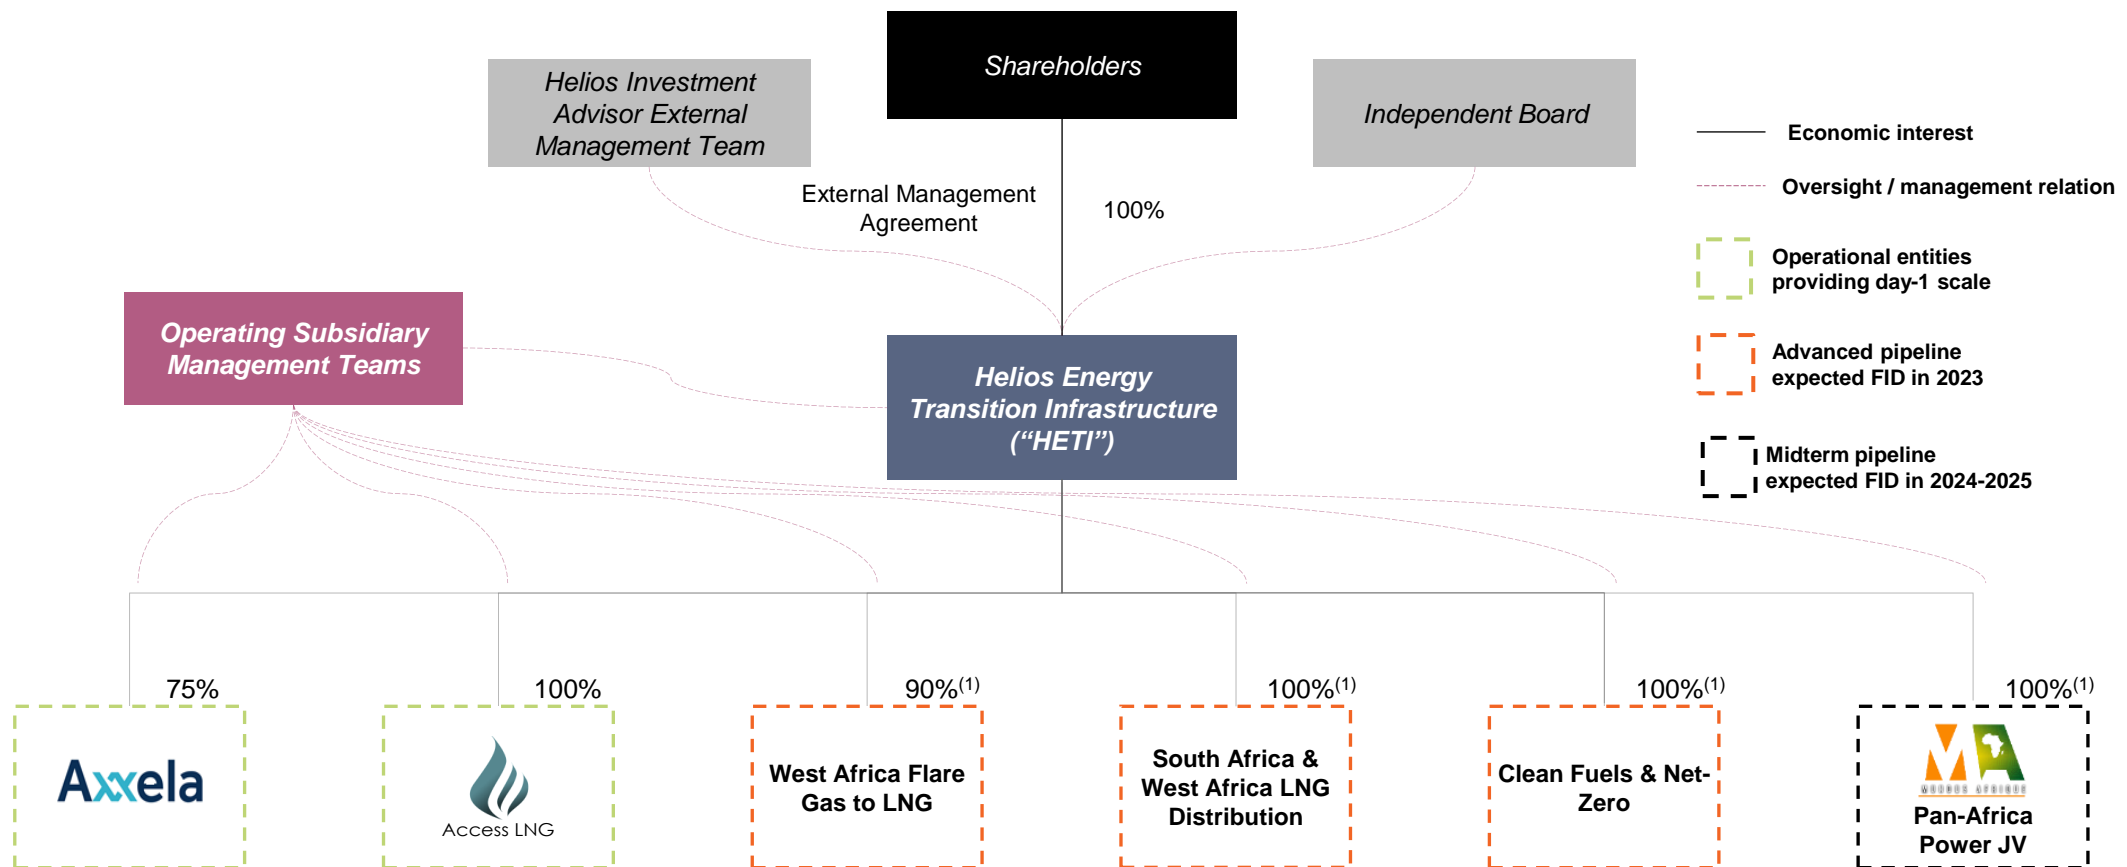 Shareholders
Helios Investment
Advisor External
Management Team
Independent Board
Economic interest
Oversight / management relation
External Management
Agreement
100%
Operational entities
providing day-1 scale
Operating Subsidiary
Management Teams
Helios Energy
Transition Infrastructure
(“HETI”)
Advanced pipeline
expected FID in 2023
Midterm pipeline
expected FID in 2024-2025
75%
100%
90%(1)
100%(1)
100%(1)
100%(1)
Axxela
Access LNG
West Africa Flare
Gas to LNG
South Africa &
West Africa LNG
Distribution
Clean Fuels & Net-
Zero
MA
Pan-Africa
Power JV